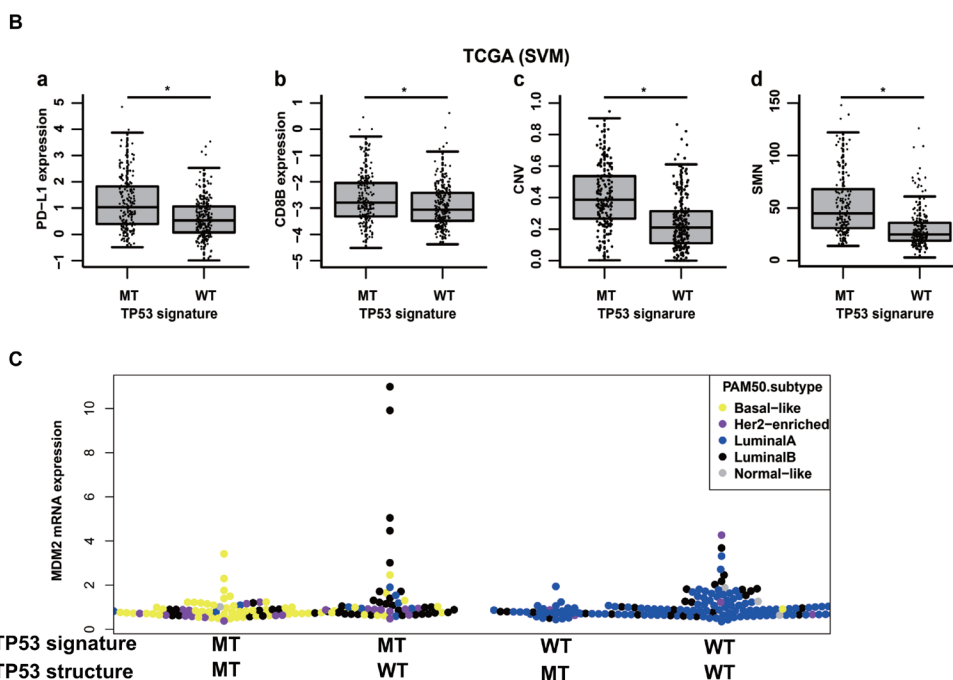 B
TCGA (SVM)
a
PD-L1 expression
5
4
3
2
1
0
-1
*
MT WT
TP53 signature
b
CD8B expression
1
0
-1
-2
-3
-4
-5
*
MT WT
TP53 signature
c
CNV
1.0
0.8
0.6
0.4
0.2
0.0
*
MT WT
TP53 signarure
d
SMN
150
100
50
0
*
MT WT
TP53 signarure
C
MDM2 mRNA expression
10
8
6
4
2
0
PAM50.subtype
Basal-like
Her2-enriched
LuminalA
LuminalB
Normal-like
TP53 signature MT MT WT WT
TP53 structure MT WT MT WT